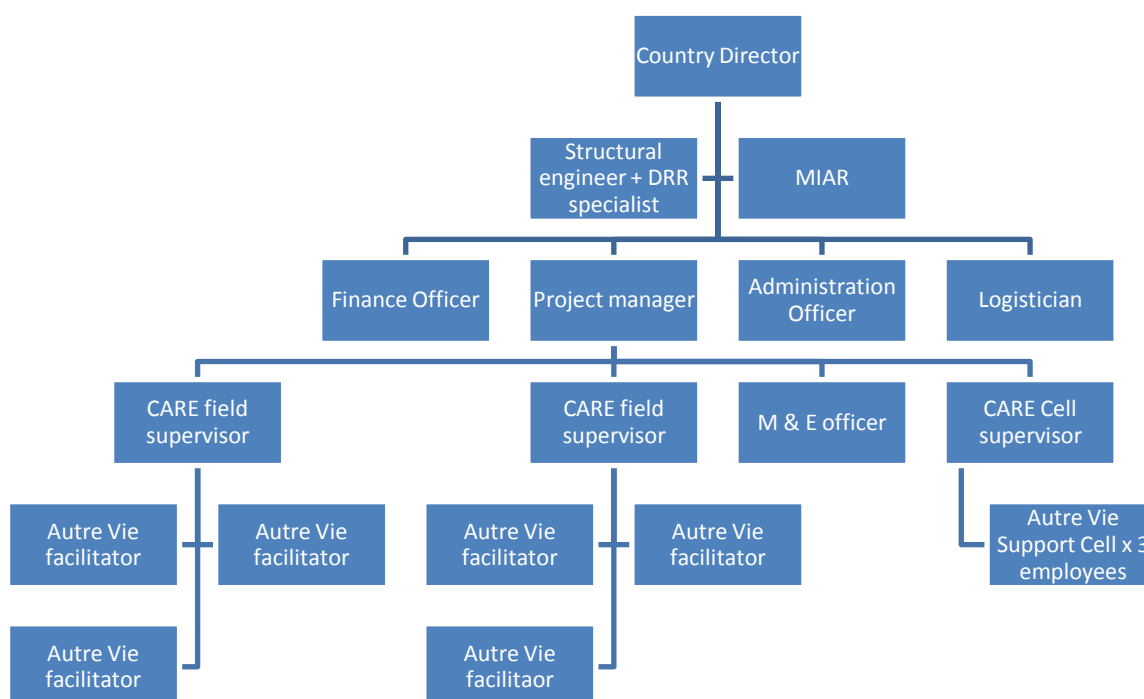 Country Director
Structural
engineer + DRR
specialist
MIAR
Finance Officer
Project manager
Administration
Officer
Logistician
CARE field
supervisor
CARE field
supervisor
M & E officer
CARE Cell
supervisor
Autre Vie
facilitator
Autre Vie
facilitator
Autre Vie
facilitator
Autre Vie
facilitator
Autre Vie
Support Cell x 3
employees
Autre Vie
facilitator
Autre Vie
facilitaor